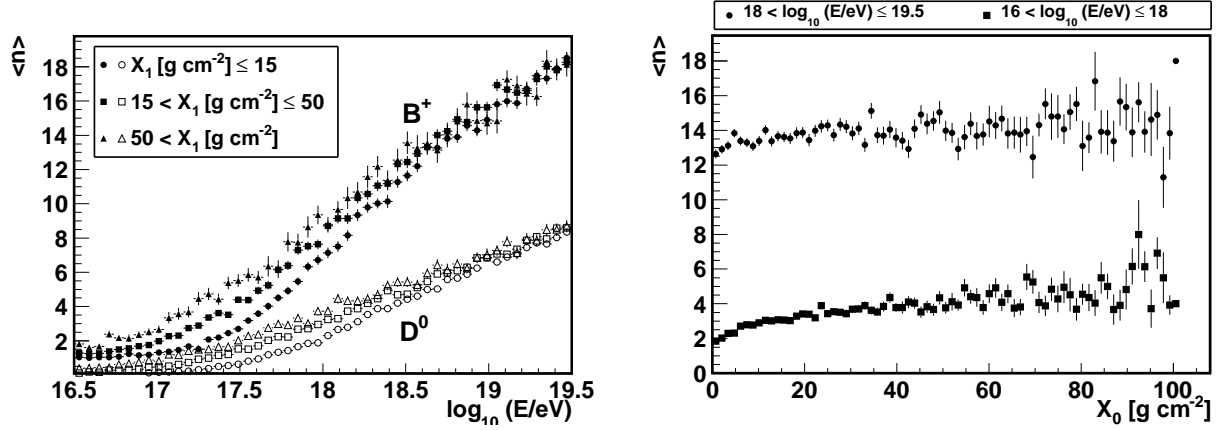 <n>
18
16
14
12
10
8
6
4
2
X₁ [g cm⁻²] ≤ 15
15 < X₁ [g cm⁻²] ≤ 50
50 < X₁ [g cm⁻²]
B⁺
D⁰
16.5 17 17.5 18 18.5 19 19.5
log₁₀ (E/eV)
18 < log₁₀ (E/eV) ≤ 19.5 16 < log₁₀ (E/eV) ≤ 18
<n>
18
16
14
12
10
8
6
4
2
0
0 20 40 60 80 100
X₀ [g cm⁻²]